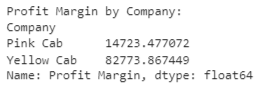 Profit Margin by Company:
Company
Pink Cab      14723.477072
Yellow Cab    82773.867449
Name: Profit Margin, dtype: float64